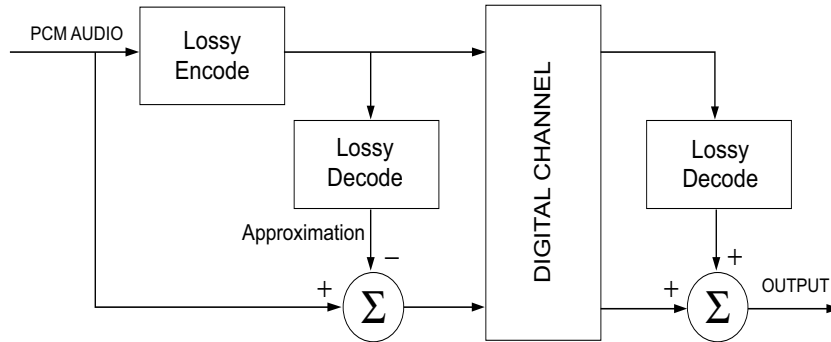 PCM AUDIO
Lossy
Encode
Lossy
Decode
Approximation
−
+
Σ
DIGITAL CHANNEL
Lossy
Decode
+
+
Σ
OUTPUT